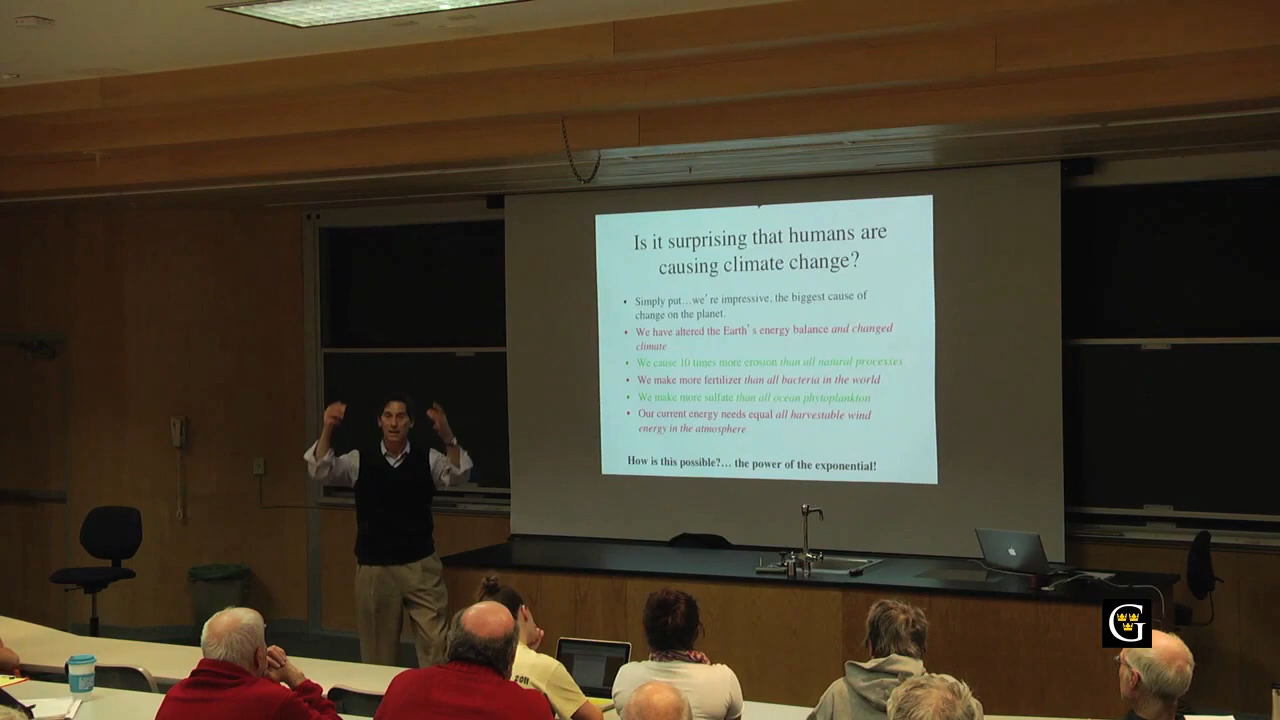 Is it surprising that humans are
causing climate change?
• Simply put…we're impressive, the biggest cause of
change on the planet.
• We have altered the Earth's energy balance and changed
climate
• We cause 10 times more erosion than all natural processes
• We make more fertilizer than all bacteria in the world
• We make more sulfate than all ocean phytoplankton
• Our current energy needs equal all harvestable wind
energy in the atmosphere
How is this possible?… the power of the exponential!
2011
G